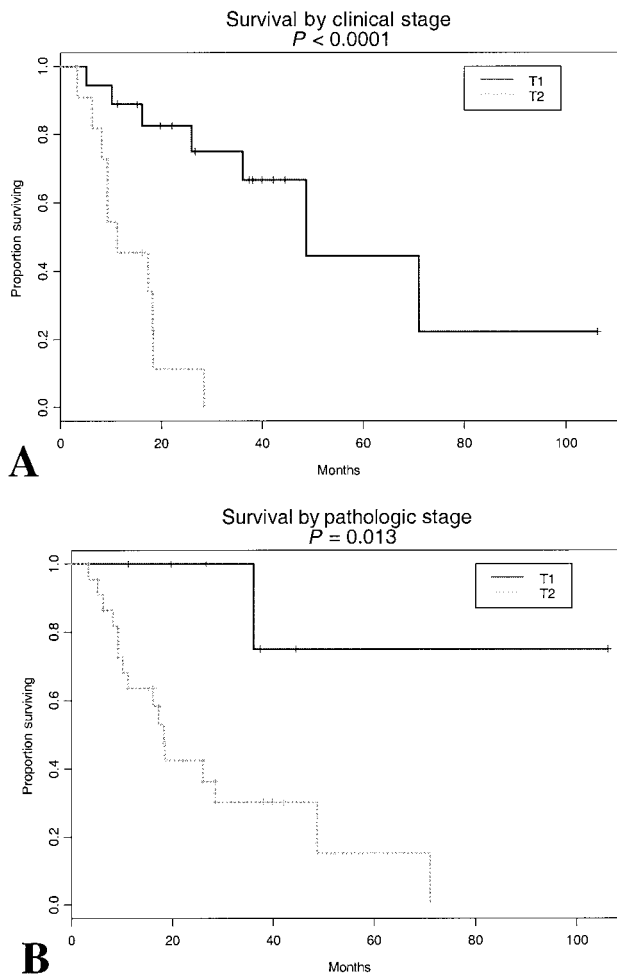 Survival by clinical stage
P < 0.0001
T1
T2
1.0
0.8
0.6
0.4
0.2
0.0
Proportion surviving
0 20 40 60 80 100
Months
A
Survival by pathologic stage
P = 0.013
T1
T2
1.0
0.8
0.6
0.4
0.2
0.0
Proportion surviving
0 20 40 60 80 100
Months
B